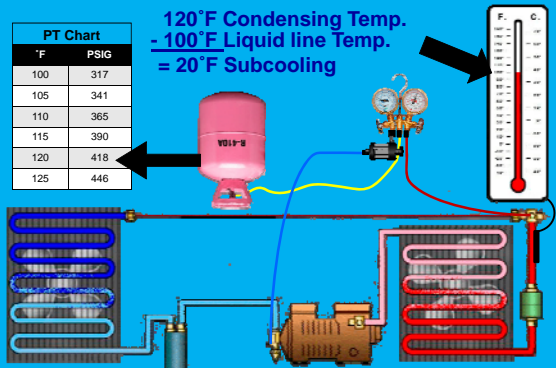 120˚F Condensing Temp.
- 100˚F Liquid line Temp.
= 20˚F Subcooling
PT Chart
˚F PSIG
100 317
105 341
110 365
115 390
120 418
125 446
R-410A
F. C.